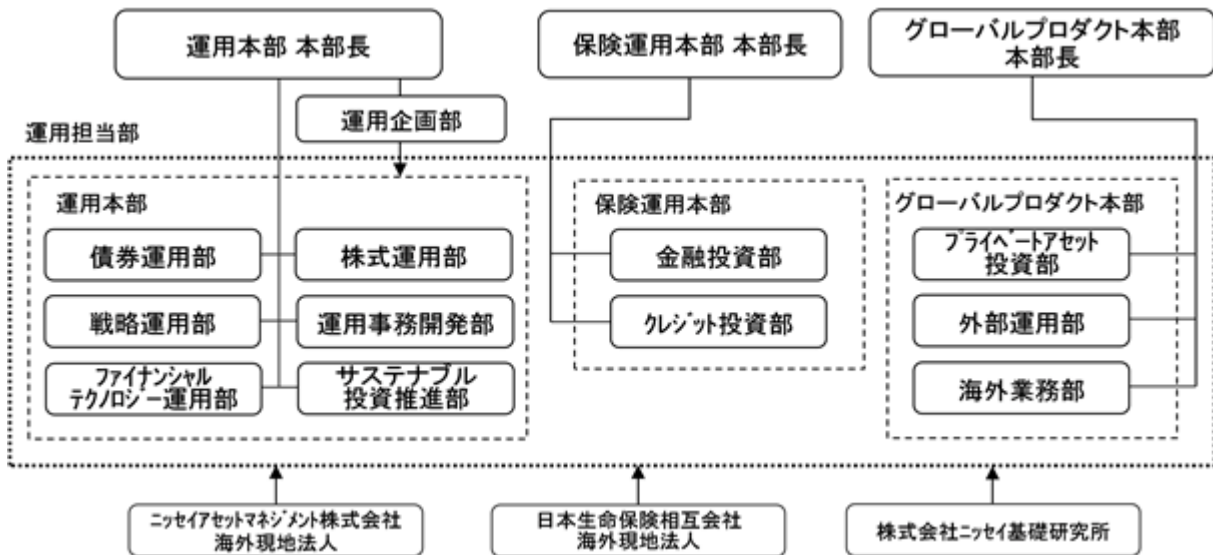 運用本部 本部長
保険運用本部 本部長
グローバルプロダクト本部
本部長
運用企画部
運用担当部
運用本部
債券運用部
株式運用部
戦略運用部
運用事務開発部
ファイナンシャル
テクノロジー運用部
サステナブル
投資推進部
保険運用本部
金融投資部
クレジット投資部
グローバルプロダクト本部
プライベートアセット
投資部
外部運用部
海外業務部
ニッセイアセットマネジメント株式会社
海外現地法人
日本生命保険相互会社
海外現地法人
株式会社ニッセイ基礎研究所